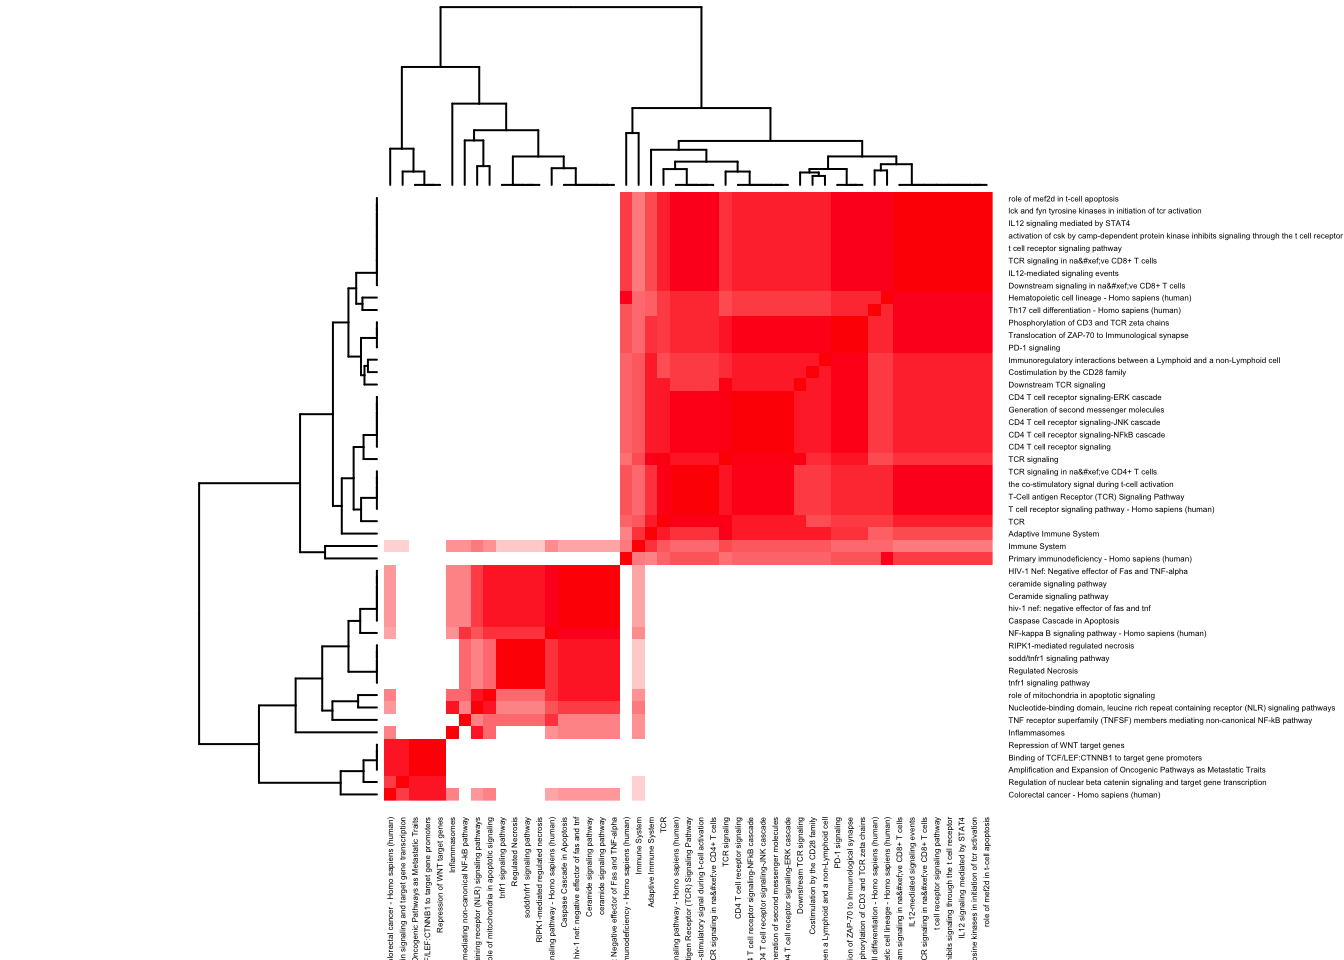 role of mef2d in t-cell apoptosis
lck and fyn tyrosine kinases in initiation of tcr activation
IL12 signaling mediated by STAT4
activation of csk by camp-dependent protein kinase inhibits signaling through the t cell receptor
t cell receptor signaling pathway
TCR signaling in na&#xef;ve CD8+ T cells
IL12-mediated signaling events
Downstream signaling in na&#xef;ve CD8+ T cells
Hematopoietic cell lineage - Homo sapiens (human)
Th17 cell differentiation - Homo sapiens (human)
Phosphorylation of CD3 and TCR zeta chains
Translocation of ZAP-70 to Immunological synapse
PD-1 signaling
Immunoregulatory interactions between a Lymphoid and a non-Lymphoid cell
Costimulation by the CD28 family
Downstream TCR signaling
CD4 T cell receptor signaling-ERK cascade
Generation of second messenger molecules
CD4 T cell receptor signaling-JNK cascade
CD4 T cell receptor signaling-NFkB cascade
CD4 T cell receptor signaling
TCR signaling
TCR signaling in na&#xef;ve CD4+ T cells
the co-stimulatory signal during t-cell activation
T-Cell antigen Receptor (TCR) Signaling Pathway
T cell receptor signaling pathway - Homo sapiens (human)
TCR
Adaptive Immune System
Immune System
Primary immunodeficiency - Homo sapiens (human)
HIV-1 Nef: Negative effector of Fas and TNF-alpha
ceramide signaling pathway
Ceramide signaling pathway
hiv-1 nef: negative effector of fas and tnf
Caspase Cascade in Apoptosis
NF-kappa B signaling pathway - Homo sapiens (human)
RIPK1-mediated regulated necrosis
sodd/tnfr1 signaling pathway
Regulated Necrosis
tnfr1 signaling pathway
role of mitochondria in apoptotic signaling
Nucleotide-binding domain, leucine rich repeat containing receptor (NLR) signaling pathways
TNF receptor superfamily (TNFSF) members mediating non-canonical NF-kB pathway
Inflammasomes
Repression of WNT target genes
Binding of TCF/LEF:CTNNB1 to target gene promoters
Amplification and Expansion of Oncogenic Pathways as Metastatic Traits
Regulation of nuclear beta catenin signaling and target gene transcription
Colorectal cancer - Homo sapiens (human)
cancer - Homo sapiens (human)
signaling and target gene transcription
Pathways as Metastatic Traits
to target gene promoters
Repression of WNT target genes
Inflammasomes
mediating non-canonical NF-kB pathway
receptor (NLR) signaling pathways
of mitochondria in apoptotic signaling
tnfr1 signaling pathway
Regulated Necrosis
sodd/tnfr1 signaling pathway
RIPK1-mediated regulated necrosis
pathway - Homo sapiens (human)
Caspase Cascade in Apoptosis
hiv-1 nef: negative effector of fas and tnf
Ceramide signaling pathway
ceramide signaling pathway
Negative effector of Fas and TNF-alpha
- Homo sapiens (human)
Immune System
Adaptive Immune System
TCR
pathway - Homo sapiens (human)
Receptor (TCR) Signaling Pathway
signal during t-cell activation
signaling in na&#xef;ve CD4+ T cells
TCR signaling
CD4 T cell receptor signaling
T cell receptor signaling-NFkB cascade
T cell receptor signaling-JNK cascade
of second messenger molecules
T cell receptor signaling-ERK cascade
Downstream TCR signaling
Costimulation by the CD28 family
a Lymphoid and a non-Lymphoid cell
PD-1 signaling
of ZAP-70 to Immunological synapse
of CD3 and TCR zeta chains
differentiation - Homo sapiens (human)
cell lineage - Homo sapiens (human)
signaling in na&#xef;ve CD8+ T cells
IL12-mediated signaling events
signaling in na&#xef;ve CD8+ T cells
t cell receptor signaling pathway
signaling through the t cell receptor
IL12 signaling mediated by STAT4
kinases in initiation of tcr activation
role of mef2d in t-cell apoptosis